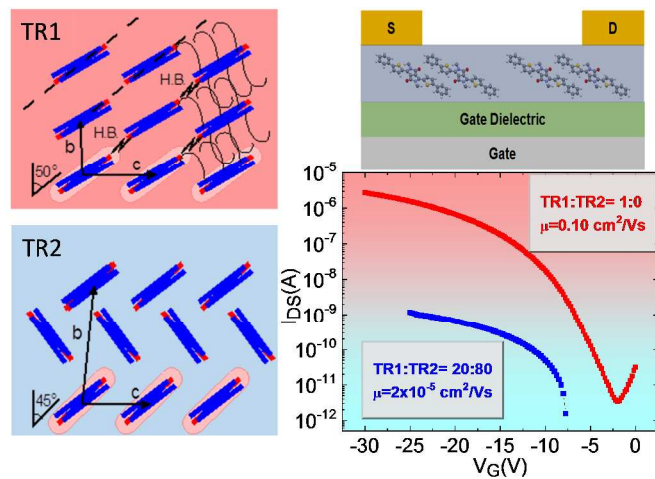 TR1
H.B.
H.B.
b
c
50°
TR2
b
c
45°
S
D
Gate Dielectric
Gate
TR1:TR2= 1:0
μ=0.10 cm²/Vs
TR1:TR2= 20:80
μ=2x10⁻⁵ cm²/Vs
I_DS(A)
10⁻⁵
10⁻⁶
10⁻⁷
10⁻⁸
10⁻⁹
10⁻¹⁰
10⁻¹¹
10⁻¹²
-30 -25 -20 -15 -10 -5 0
V_G(V)